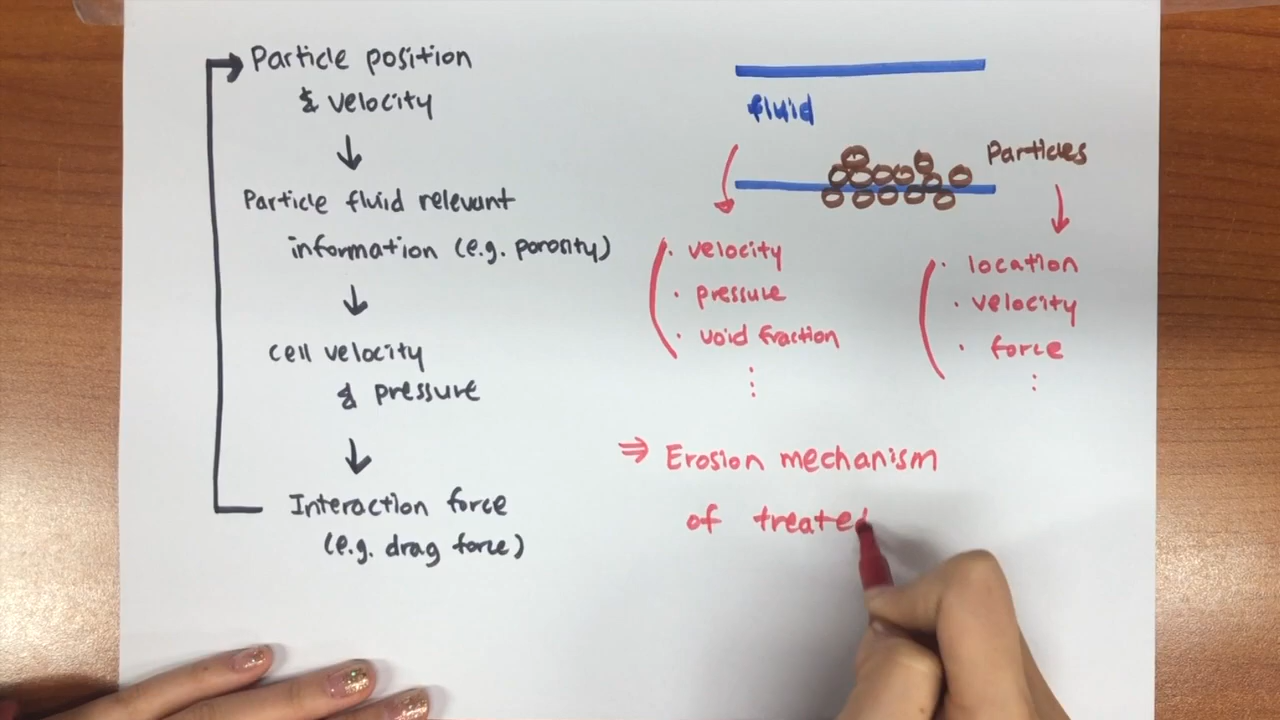 Particle position
& velocity
↓
Particle fluid relevant
information (e.g. porosity)
↓
cell velocity
& pressure
↓
Interaction force
(e.g. drag force)
fluid
Particles
· velocity
· pressure
· void fraction
⋮
· location
· velocity
· force
⋮
⇒ Erosion mechanism
of treated